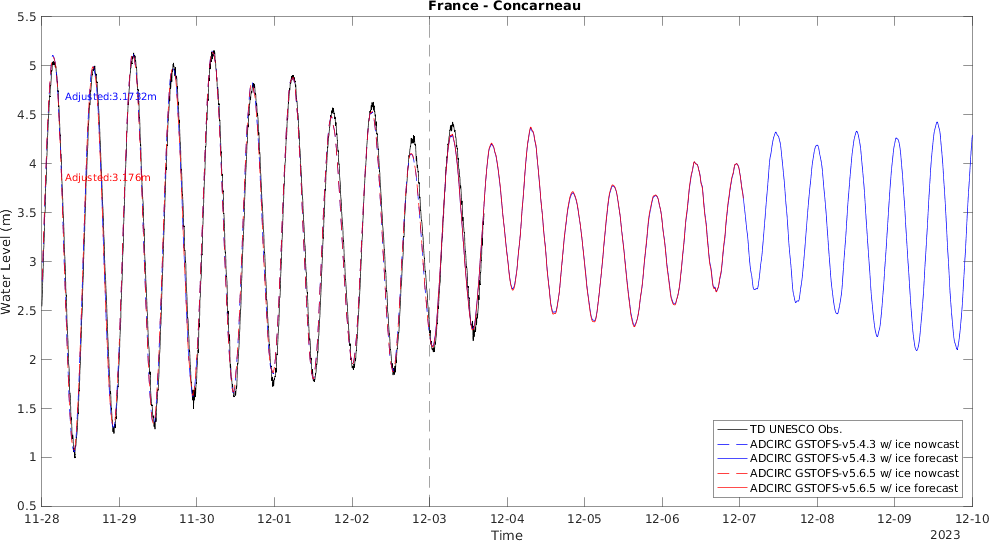 France - Concarneau
5.5
5
4.5
4
3.5
3
2.5
2
1.5
1
0.5
Water Level (m)
Adjusted:3.1732m
Adjusted:3.176m
TD UNESCO Obs.
ADCIRC GSTOFS-v5.4.3 w/ ice nowcast
ADCIRC GSTOFS-v5.4.3 w/ ice forecast
ADCIRC GSTOFS-v5.6.5 w/ ice nowcast
ADCIRC GSTOFS-v5.6.5 w/ ice forecast
11-28 11-29 11-30 12-01 12-02 12-03 12-04 12-05 12-06 12-07 12-08 12-09 12-10
Time
2023